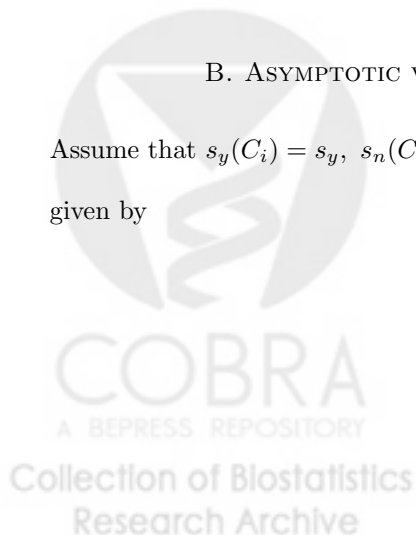 B. ASYMPTOTIC
Assume that $s_y(C_i) = s_y,\ s_n(C$
given by
COBRA
A BEPRESS REPOSITORY
Collection of Biostatistics
Research Archive